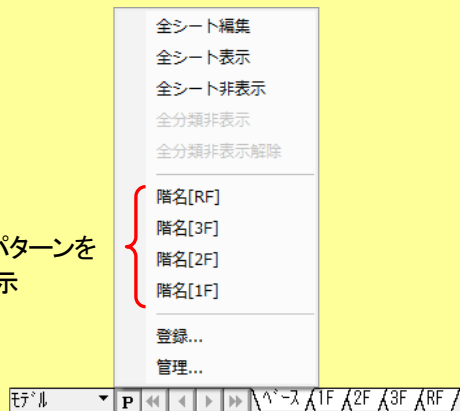 全シート編集
全シート表示
全シート非表示
全分類非表示
全分類非表示解除
階名[RF]
階名[3F]
パターンを
示
階名[2F]
階名[1F]
登録...
管理...
ﾓﾃﾞﾙ P ﾍﾞｰｽ 1F 2F 3F RF